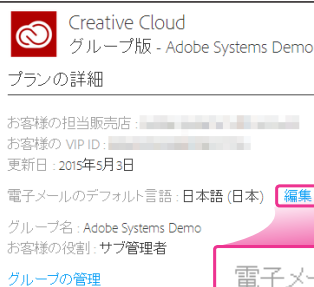 Creative Cloud
グループ版 - Adobe Systems Demo
プランの詳細
お客様の担当販売店 :
お客様の VIP ID :
更新日 : 2015年5月3日
電子メールのデフォルト言語 : 日本語 (日本) 編集
グループ名 : Adobe Systems Demo
お客様の役割 : サブ管理者
グループの管理
電子メー